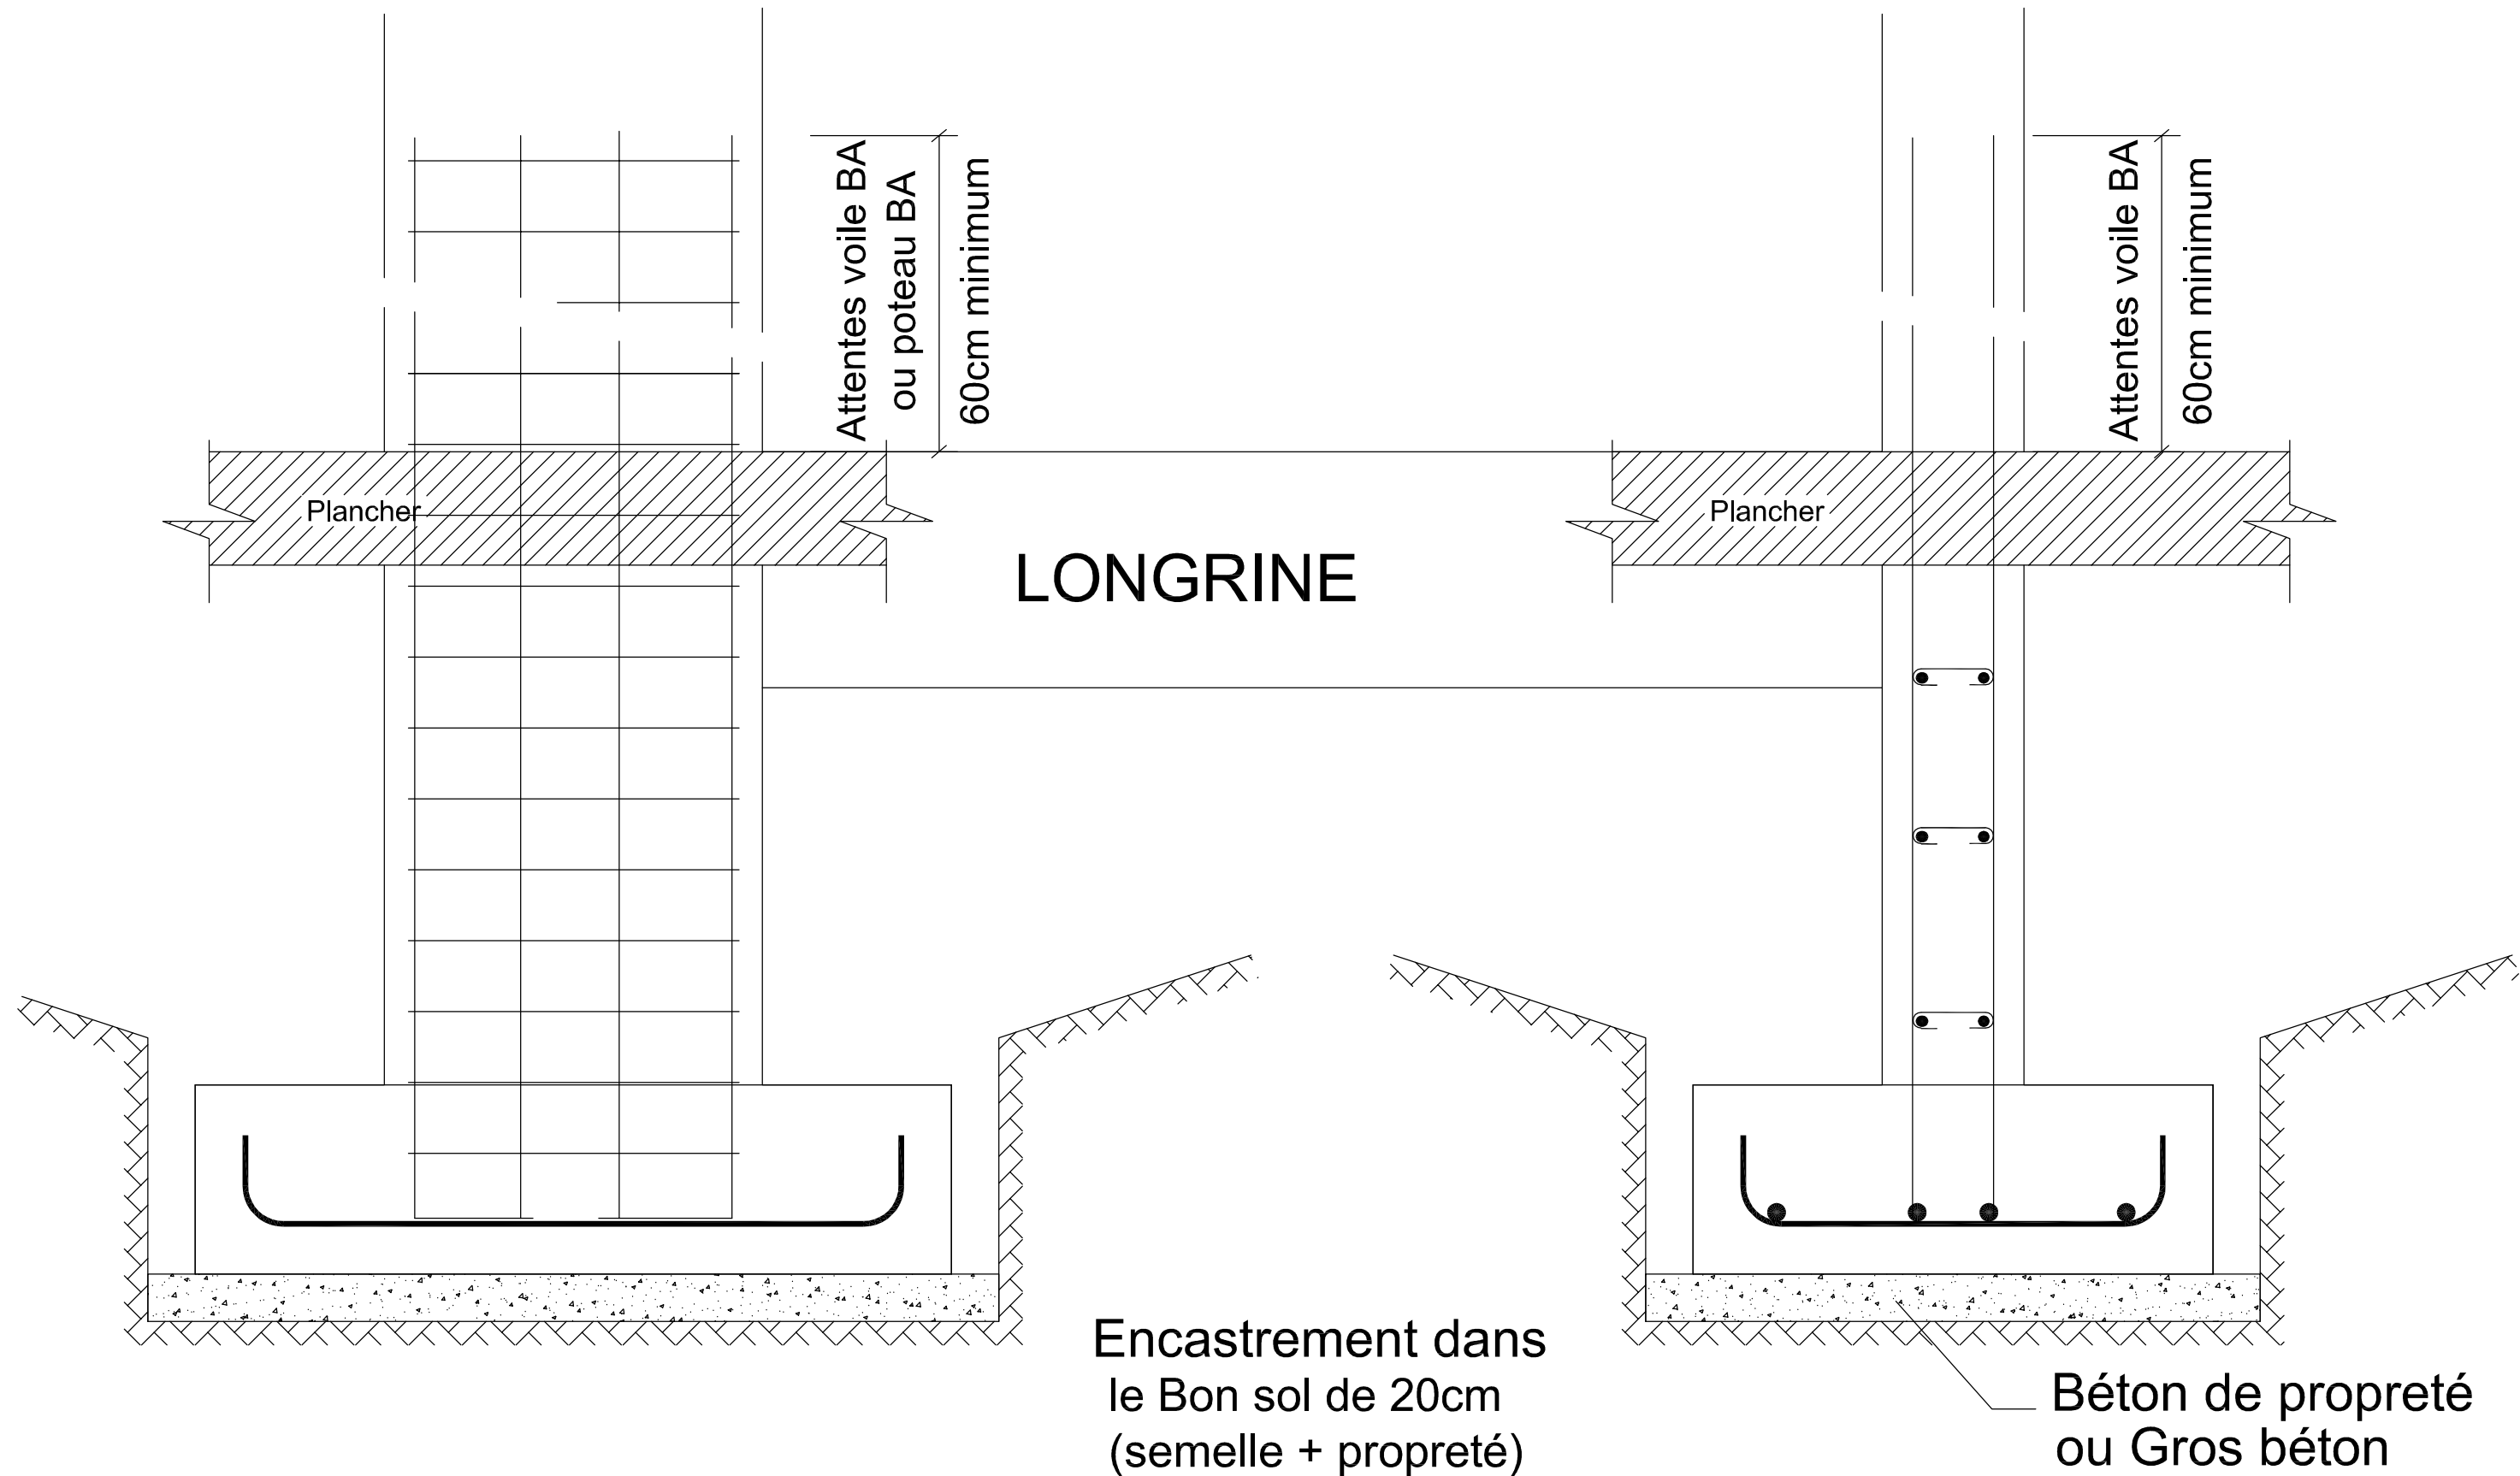 Attentes voile BA
ou poteau BA
60cm minimum
Attentes voile BA
60cm minimum
Plancher
Plancher
LONGRINE
Encastrement dans
le Bon sol de 20cm
(semelle + propreté)
Béton de propreté
ou Gros béton